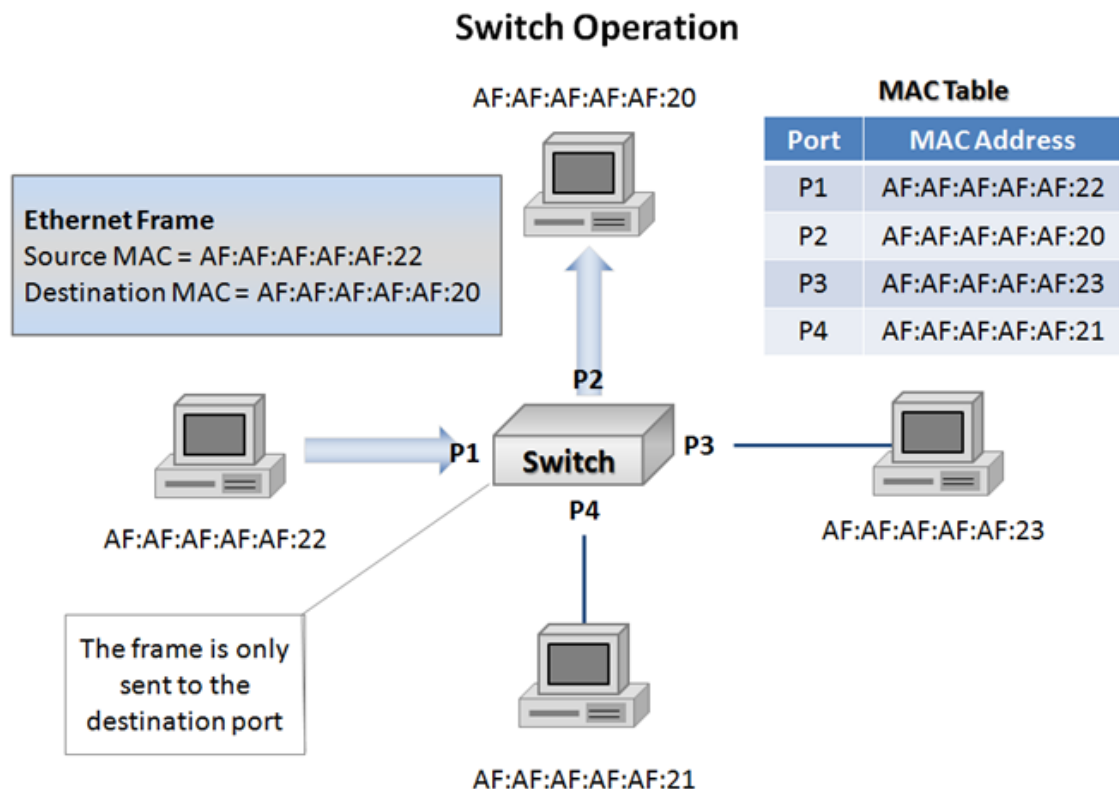 Switch Operation
AF:AF:AF:AF:AF:20
MAC Table
Port MAC Address
P1 AF:AF:AF:AF:AF:22
P2 AF:AF:AF:AF:AF:20
P3 AF:AF:AF:AF:AF:23
P4 AF:AF:AF:AF:AF:21
Ethernet Frame
Source MAC = AF:AF:AF:AF:AF:22
Destination MAC = AF:AF:AF:AF:AF:20
P2
P1
Switch
P3
P4
AF:AF:AF:AF:AF:22
AF:AF:AF:AF:AF:23
The frame is only
sent to the
destination port
AF:AF:AF:AF:AF:21